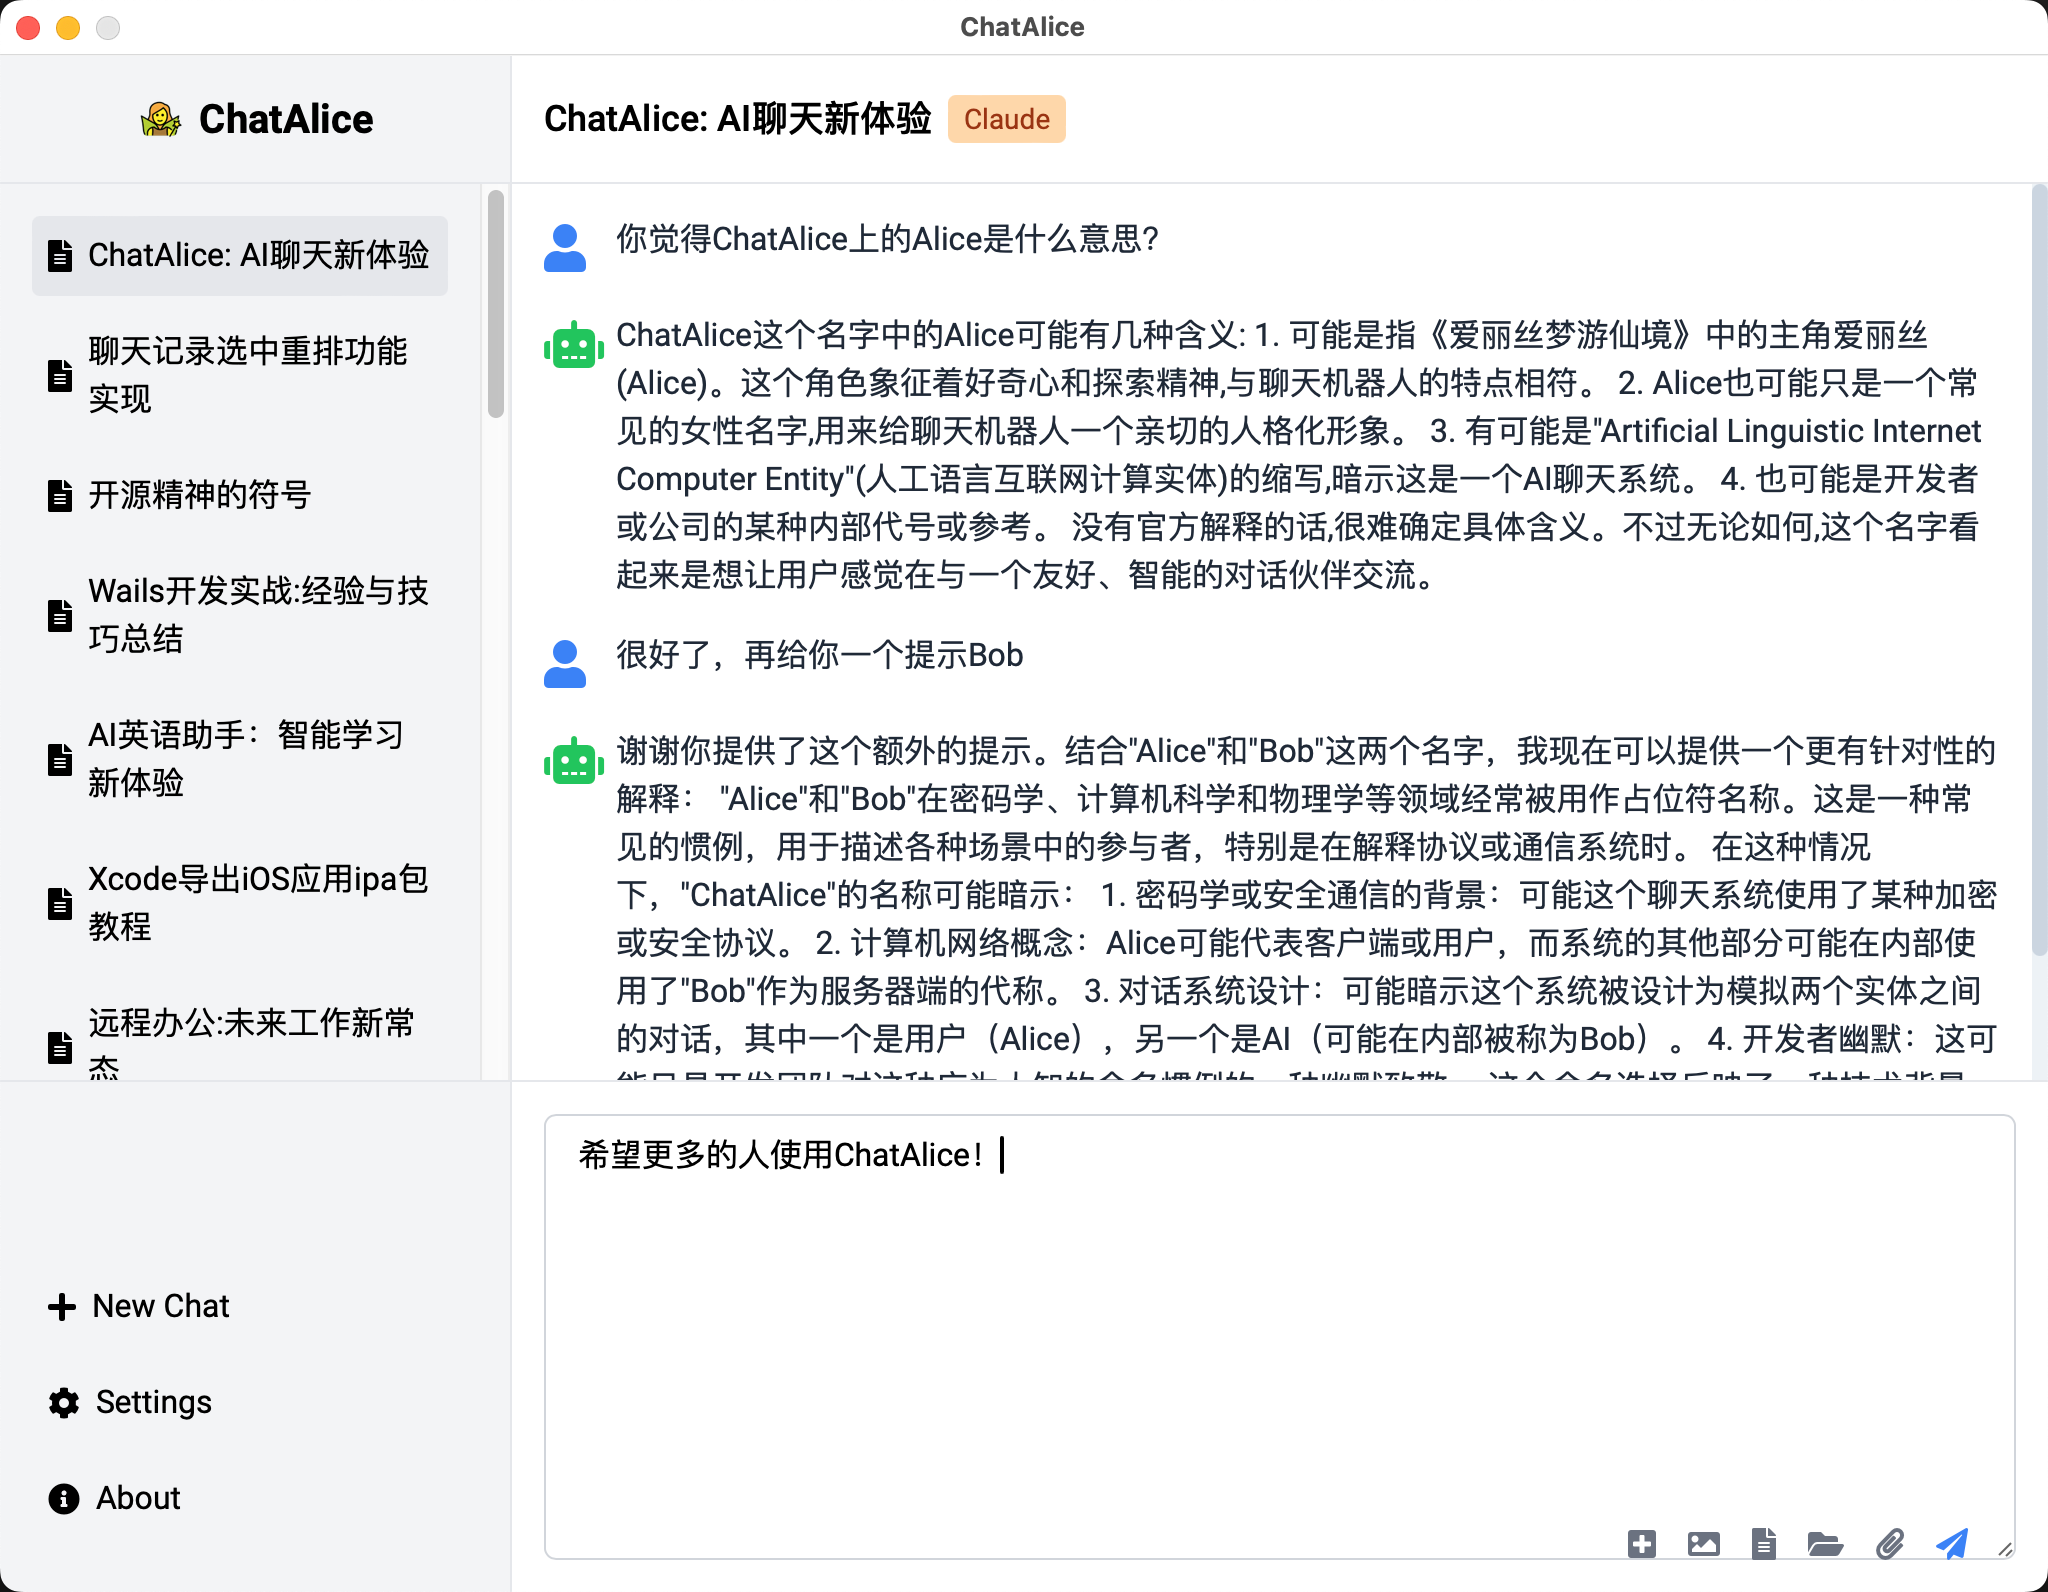 ChatAlice
ChatAlice
ChatAlice: AI聊天新体验
聊天记录选中重排功能
实现
开源精神的符号
Wails开发实战:经验与技
巧总结
AI英语助手：智能学习
新体验
Xcode导出iOS应用ipa包
教程
远程办公:未来工作新常
态
New Chat
Settings
About
ChatAlice: AI聊天新体验
Claude
你觉得ChatAlice上的Alice是什么意思?
ChatAlice这个名字中的Alice可能有几种含义: 1. 可能是指《爱丽丝梦游仙境》中的主角爱丽丝
(Alice)。这个角色象征着好奇心和探索精神,与聊天机器人的特点相符。 2. Alice也可能只是一个常
见的女性名字,用来给聊天机器人一个亲切的人格化形象。 3. 有可能是"Artificial Linguistic Internet
Computer Entity"(人工语言互联网计算实体)的缩写,暗示这是一个AI聊天系统。 4. 也可能是开发者
或公司的某种内部代号或参考。 没有官方解释的话,很难确定具体含义。不过无论如何,这个名字看
起来是想让用户感觉在与一个友好、智能的对话伙伴交流。
很好了，再给你一个提示Bob
谢谢你提供了这个额外的提示。结合"Alice"和"Bob"这两个名字，我现在可以提供一个更有针对性的
解释： "Alice"和"Bob"在密码学、计算机科学和物理学等领域经常被用作占位符名称。这是一种常
见的惯例，用于描述各种场景中的参与者，特别是在解释协议或通信系统时。 在这种情况
下，"ChatAlice"的名称可能暗示： 1. 密码学或安全通信的背景：可能这个聊天系统使用了某种加密
或安全协议。 2. 计算机网络概念：Alice可能代表客户端或用户，而系统的其他部分可能在内部使
用了"Bob"作为服务器端的代称。 3. 对话系统设计：可能暗示这个系统被设计为模拟两个实体之间
的对话，其中一个是用户（Alice），另一个是AI（可能在内部被称为Bob）。 4. 开发者幽默：这可
希望更多的人使用ChatAlice！